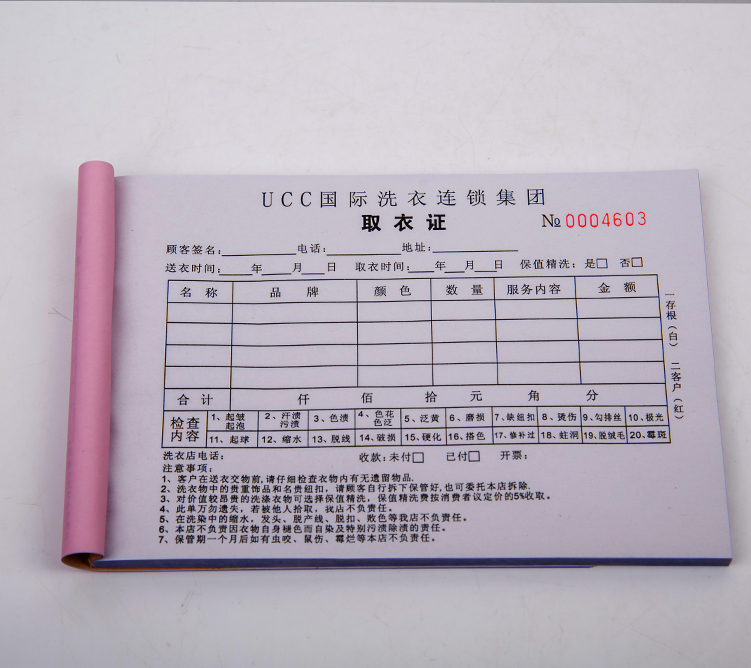 UCC国际洗衣连锁集团
取衣证 № 0004603
顾客签名: 电话: 地址:
送衣时间: 年 月 日 取衣时间: 年 月 日 保值精洗: 是□ 否□
名 称 品 牌 颜 色 数 量 服务内容 金 额
合 计 仟 佰 拾 元 角 分
检查内容
1、起皱起泡 2、汗渍污渍 3、色渍 4、色花色泛 5、泛黄 6、磨损 7、缺纽扣 8、烫伤 9、勾排丝 10、极光
11、起球 12、缩水 13、脱线 14、破损 15、硬化 16、搭色 17、修补过 18、蛀洞 19、脱绒毛 20、霉斑
洗衣店电话: 收款: 未付□ 已付□ 开票:
注意事项:
1、客户在送衣交物前,请仔细检查衣物内有无遗留物品.
2、洗衣物中的贵重饰品和名贵纽扣,请顾客自行拆下保管好,也可委托本店拆除.
3、对价值较昂贵的洗涤衣物可选择保值精洗,保值精洗费按消费者议定价的5%收取。
4、此单万勿遗失,若被他人拾取,我店不负责任。
5、在洗染中的缩水,发头、脱产线、脱扣、败色等我店不负责任。
6、本店不负责因衣物自身褪色而自染及特别污渍除渍的责任。
7、保管期一个月后如有虫咬、鼠伤、霉烂等本店不负责任。
一存根(白) 二客户(红)